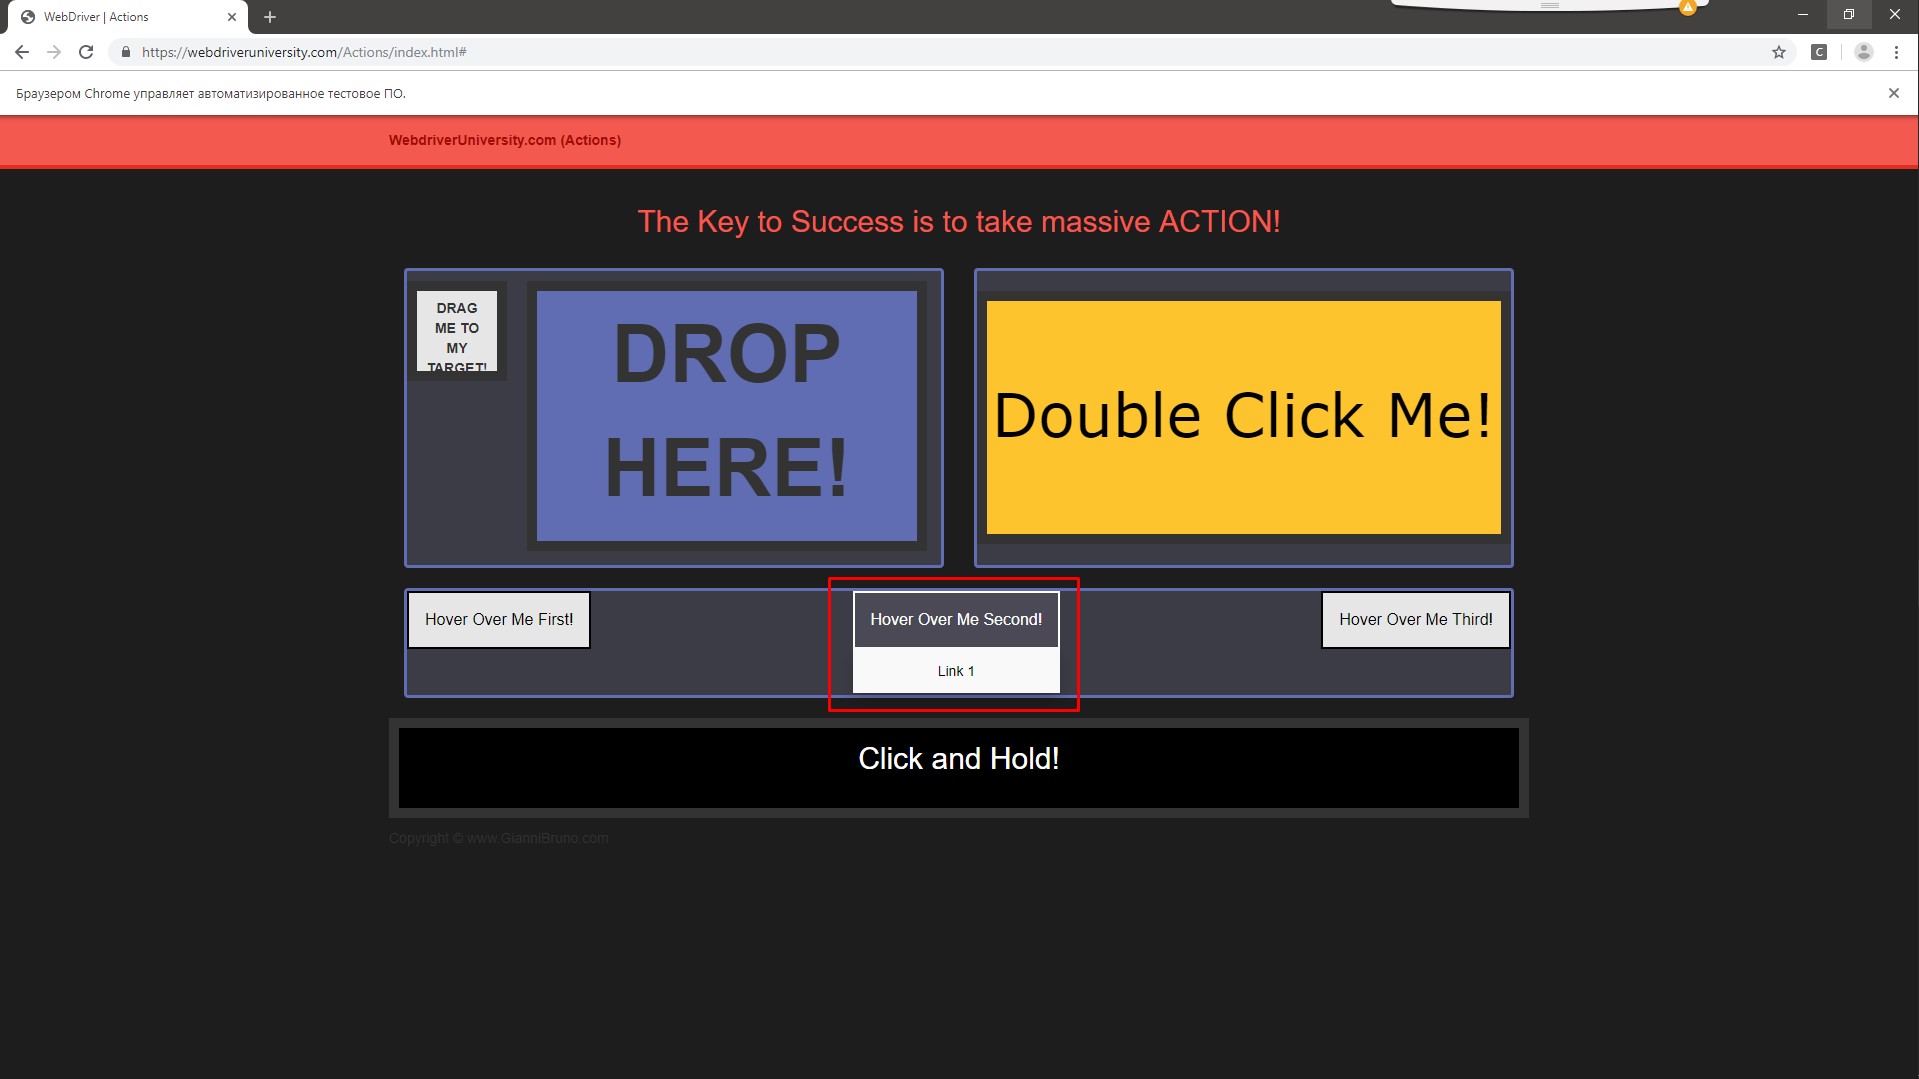 WebDriver | Actions
https://webdriveruniversity.com/Actions/index.html#
C
Браузером Chrome управляет автоматизированное тестовое ПО.
WebdriverUniversity.com (Actions)
The Key to Success is to take massive ACTION!
DRAG
ME TO
MY
TARGET!
DROP
HERE!
Double Click Me!
Hover Over Me First!
Hover Over Me Second!
Hover Over Me Third!
Link 1
Click and Hold!
Copyright © www.GianniBruno.com